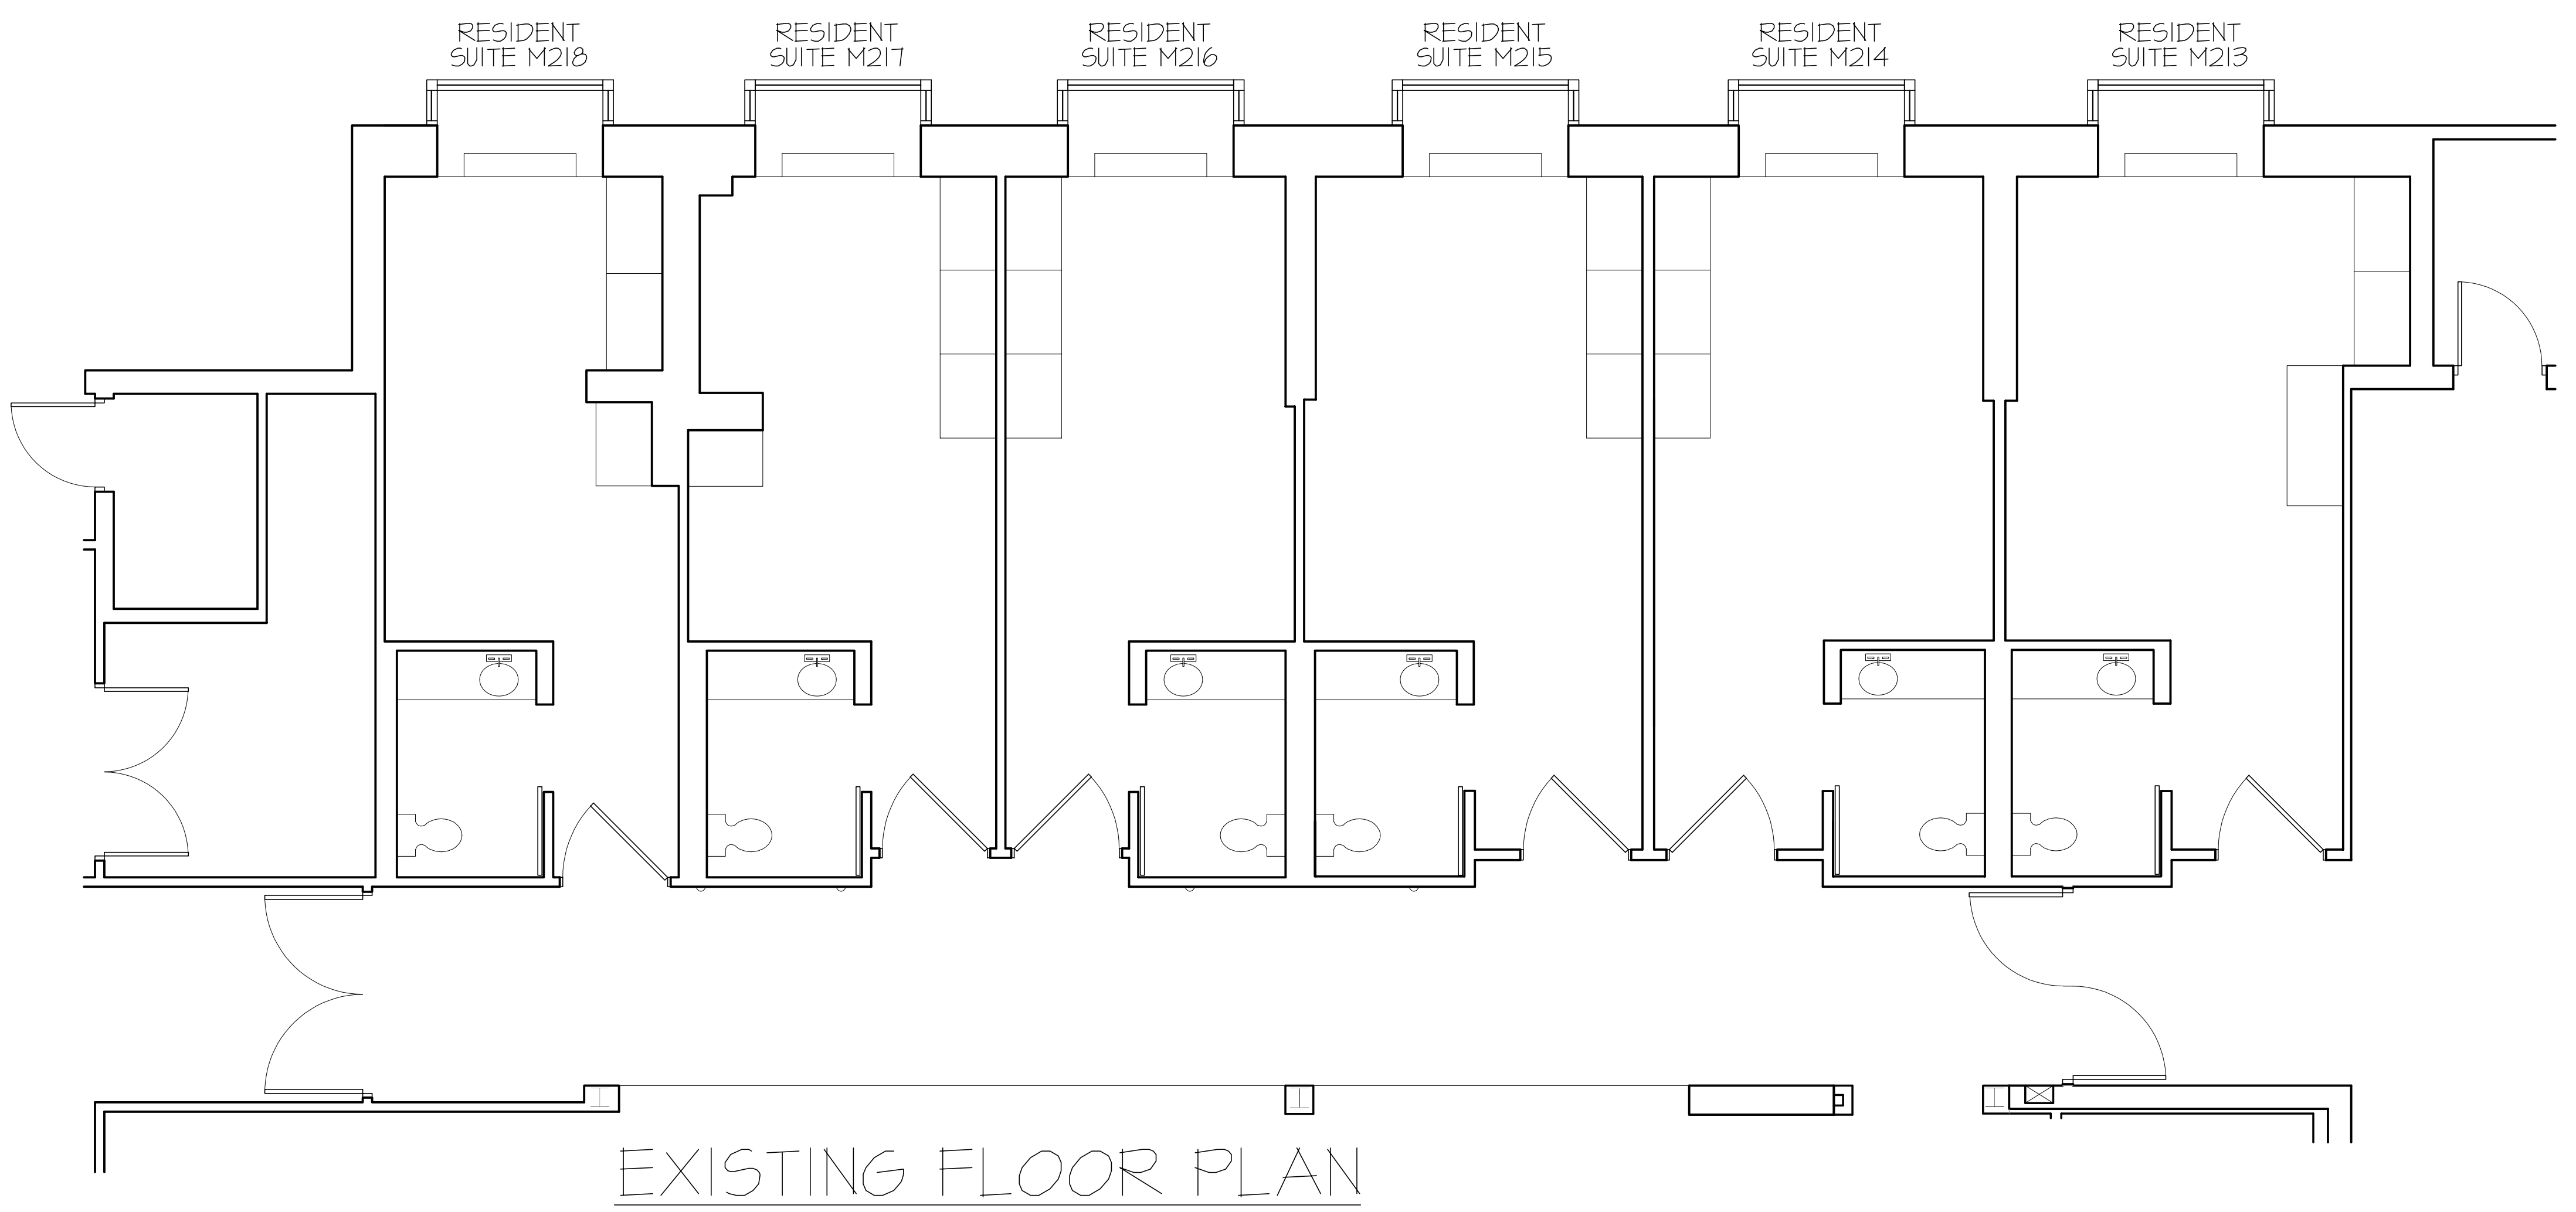 RESIDENT
SUITE M218
RESIDENT
SUITE M217
RESIDENT
SUITE M216
RESIDENT
SUITE M215
RESIDENT
SUITE M214
RESIDENT
SUITE M213
EXISTING FLOOR PLAN